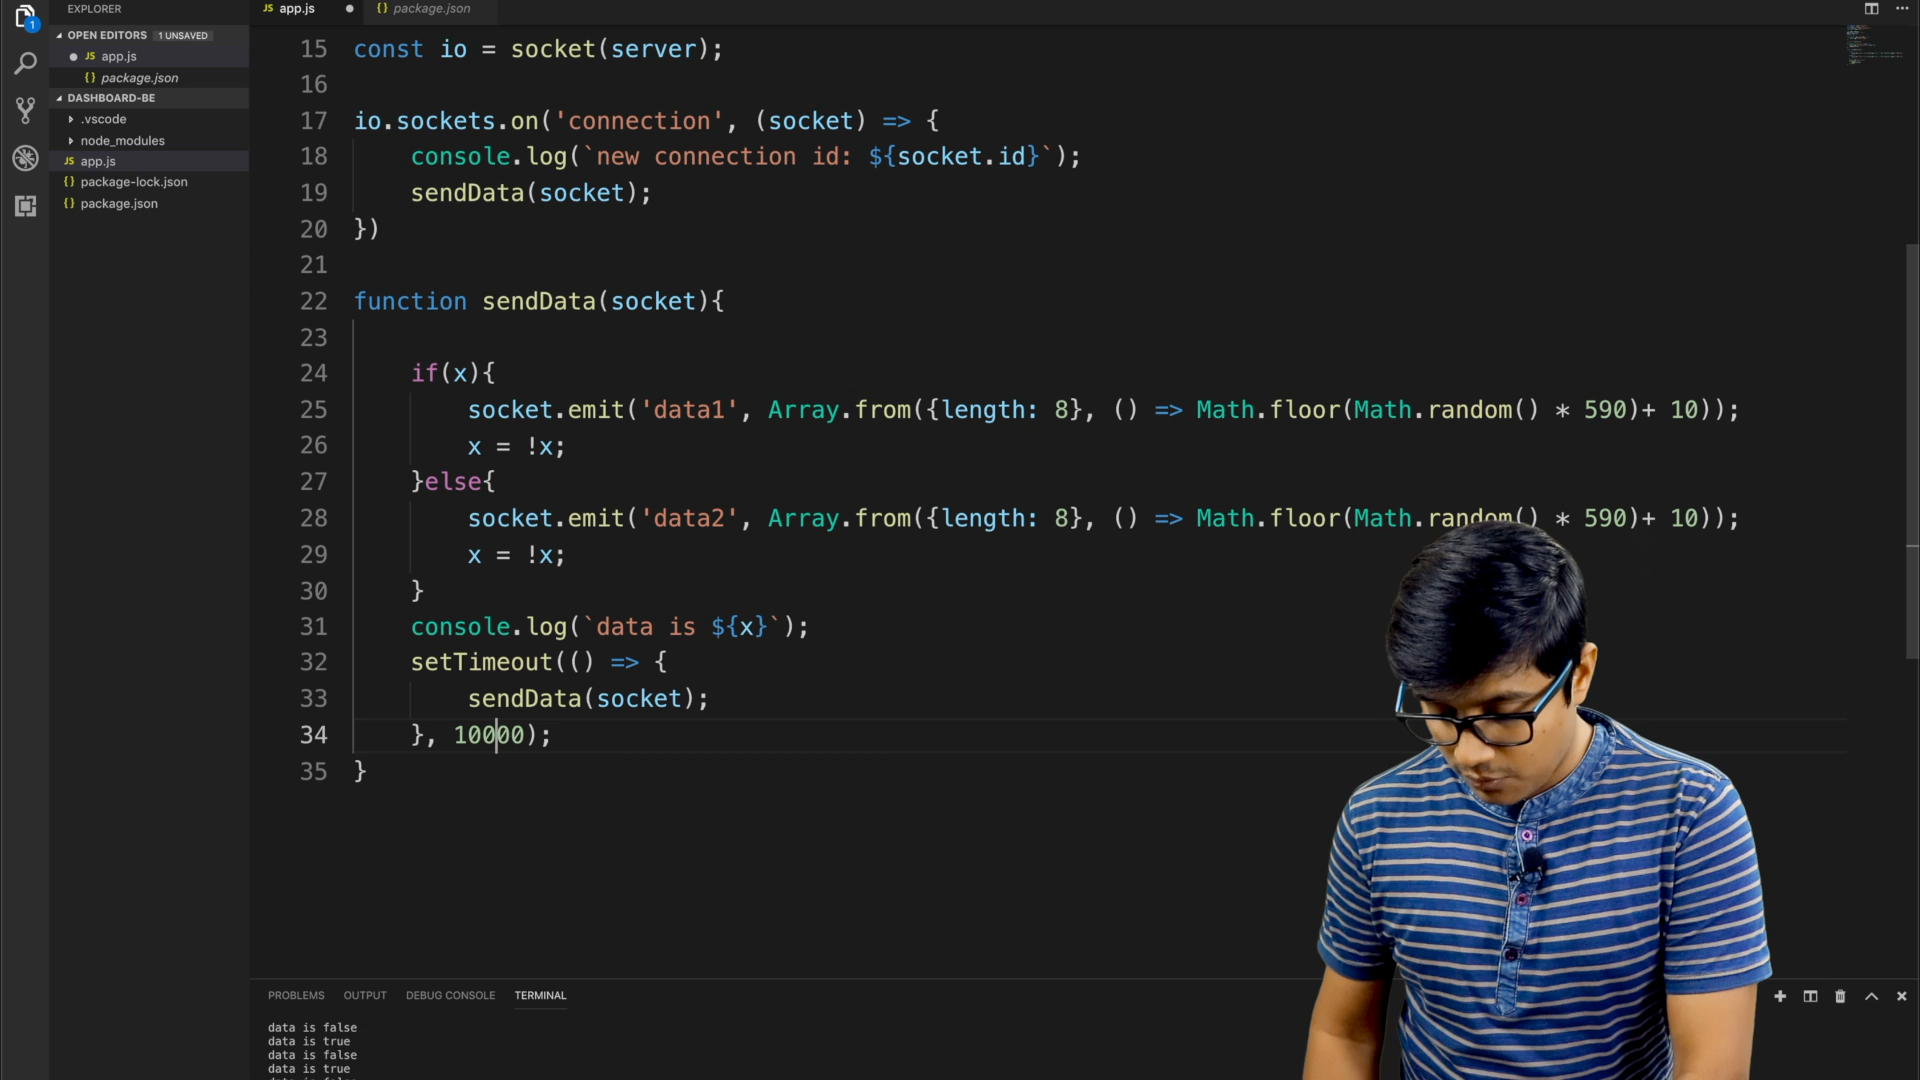 EXPLORER
OPEN EDITORS 1 UNSAVED
JS app.js
{} package.json
DASHBOARD-BE
.vscode
node_modules
JS app.js
{} package-lock.json
{} package.json
1
JS app.js
{} package.json
15 const io = socket(server);
16
17 io.sockets.on('connection', (socket) => {
18 console.log(`new connection id: ${socket.id}`);
19 sendData(socket);
20 })
21
22 function sendData(socket){
23
24 if(x){
25 socket.emit('data1', Array.from({length: 8}, () => Math.floor(Math.random() * 590)+ 10));
26 x = !x;
27 }else{
28 socket.emit('data2', Array.from({length: 8}, () => Math.floor(Math.random() * 590)+ 10));
29 x = !x;
30 }
31 console.log(`data is ${x}`);
32 setTimeout(() => {
33 sendData(socket);
34 }, 10000);
35 }
PROBLEMS OUTPUT DEBUG CONSOLE TERMINAL
data is false
data is true
data is false
data is true